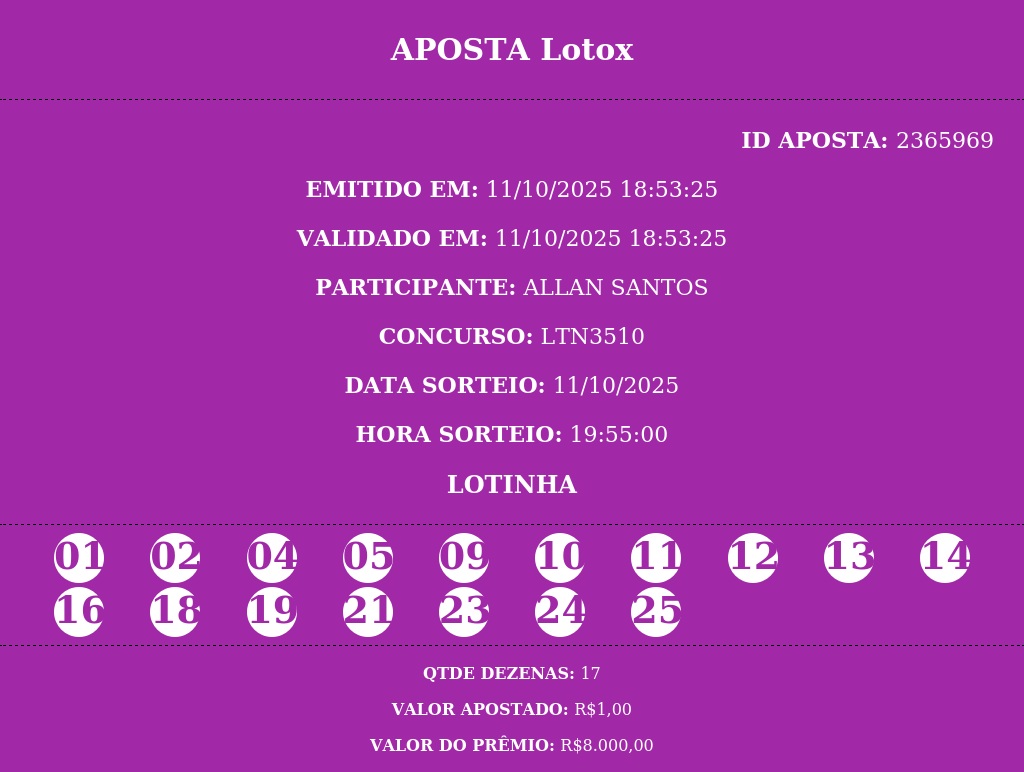 APOSTA Lotox
ID APOSTA: 2365969
EMITIDO EM: 11/10/2025 18:53:25
VALIDADO EM: 11/10/2025 18:53:25
PARTICIPANTE: ALLAN SANTOS
CONCURSO: LTN3510
DATA SORTEIO: 11/10/2025
HORA SORTEIO: 19:55:00
LOTINHA
01 02 04 05 09 10 11 12 13 14
16 18 19 21 23 24 25
QTDE DEZENAS: 17
VALOR APOSTADO: R$1,00
VALOR DO PRÊMIO: R$8.000,00